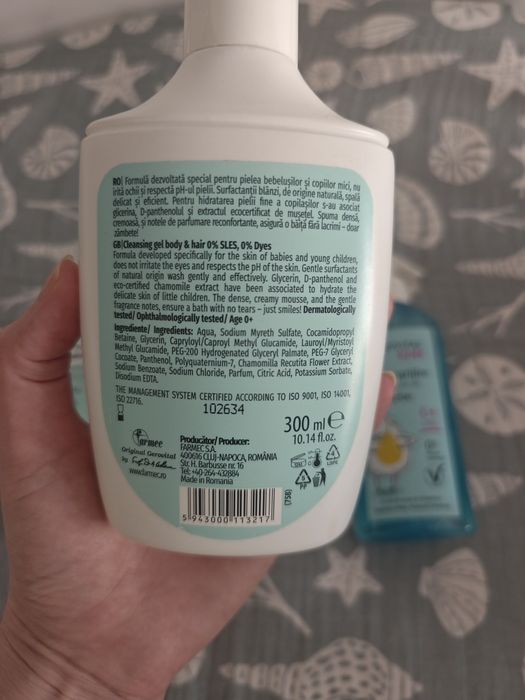 RO| Formulă dezvoltată special pentru pielea bebelușilor și copiilor mici, nu
irită ochii și respectă pH-ul pielii. Surfactanții blânzi, de origine naturală, spală
delicat și eficient. Pentru hidratarea pielii fine a copilașilor s-au asociat
glicerina, D-panthenolul și extractul ecocertificat de mușețel. Spuma densă,
cremoasă, și notele de parfumare reconfortante, asigură o băiță fără lacrimi – doar
zâmbete!
GB|Cleansing gel body & hair 0% SLES, 0% Dyes
Formula developed specifically for the skin of babies and young children,
does not irritate the eyes and respects the pH of the skin. Gentle surfactants
of natural origin wash gently and effectively. Glycerin, D-panthenol and
eco-certified chamomile extract have been associated to hydrate the
delicate skin of little children. The dense, creamy mousse, and the gentle
fragrance notes, ensure a bath with no tears – just smiles! Dermatologically
tested/ Ophthalmologically tested/ Age 0+
Ingrediente/ Ingredients: Aqua, Sodium Myreth Sulfate, Cocamidopropyl
Betaine, Glycerin, Capryloyl/Caproyl Methyl Glucamide, Lauroyl/Myristoyl
Methyl Glucamide, PEG-200 Hydrogenated Glyceryl Palmate, PEG-7 Glyceryl
Cocoate, Panthenol, Polyquaternium-7, Chamomilla Recutita Flower Extract,
Sodium Benzoate, Sodium Chloride, Parfum, Citric Acid, Potassium Sorbate,
Disodium EDTA.
THE MANAGEMENT SYSTEM CERTIFIED ACCORDING TO ISO 9001, ISO 14001,
ISO 22716.
102634
300 ml e
10.14 fl.oz.
Farmec
Original Gerovital
by
www.farmec.ro
Producător/ Producer:
FARMEC S.A.
400616 CLUJ-NAPOCA, ROMÂNIA
Str. H. Barbusse nr. 16
Tel: +40-264-432884
Made in Romania
4
LDPE
5
PP
(758)
5 943000 113217
0+